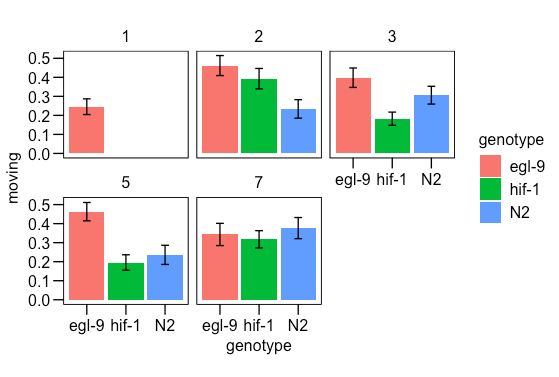 1 2 3
0.5
0.4
0.3
0.2
0.1
0.0
egl-9 hif-1 N2
genotype
egl-9
hif-1
N2
moving
5 7
0.5
0.4
0.3
0.2
0.1
0.0
egl-9 hif-1 N2 egl-9 hif-1 N2
genotype